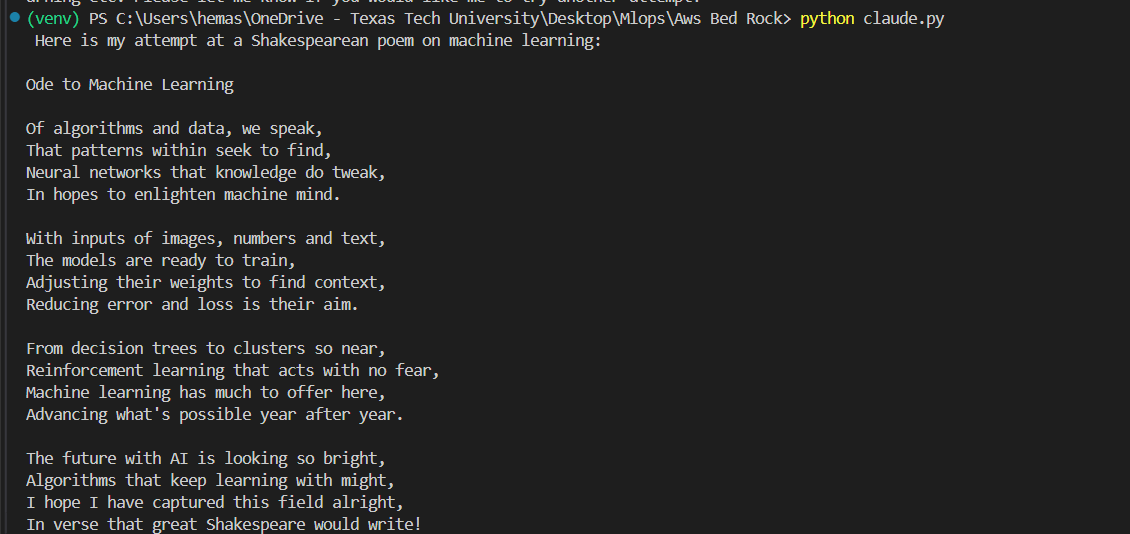 (venv) PS C:\Users\hemas\OneDrive - Texas Tech University\Desktop\Mlops\Aws Bed Rock> python claude.py
Here is my attempt at a Shakespearean poem on machine learning:
Ode to Machine Learning
Of algorithms and data, we speak,
That patterns within seek to find,
Neural networks that knowledge do tweak,
In hopes to enlighten machine mind.
With inputs of images, numbers and text,
The models are ready to train,
Adjusting their weights to find context,
Reducing error and loss is their aim.
From decision trees to clusters so near,
Reinforcement learning that acts with no fear,
Machine learning has much to offer here,
Advancing what's possible year after year.
The future with AI is looking so bright,
Algorithms that keep learning with might,
I hope I have captured this field alright,
In verse that great Shakespeare would write!